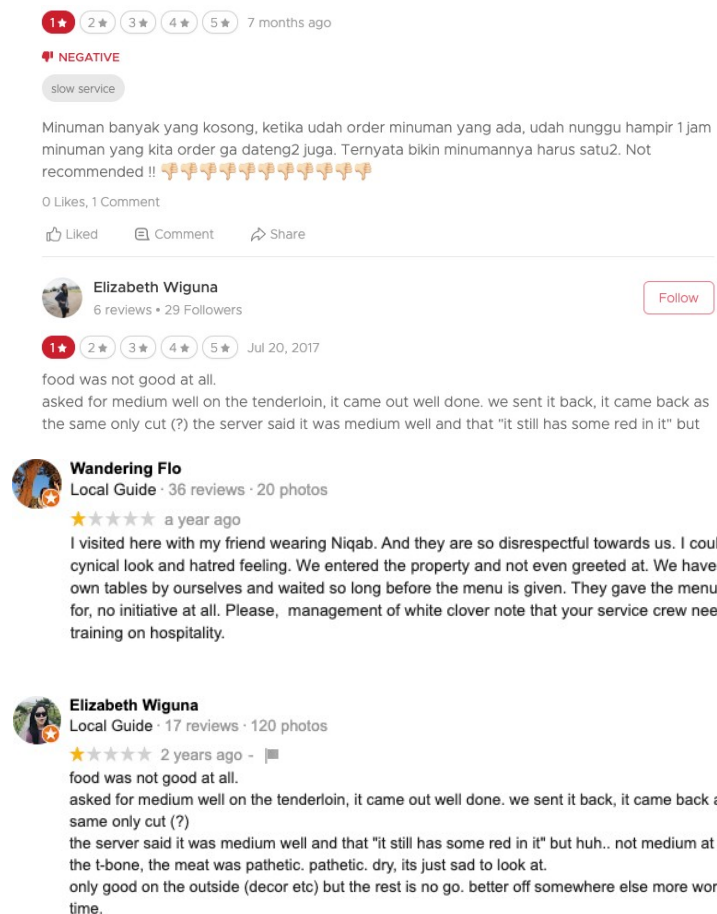 1★ 2★ 3★ 4★ 5★ 7 months ago
NEGATIVE
slow service
Minuman banyak yang kosong, ketika udah order minuman yang ada, udah nunggu hampir 1 jam
minuman yang kita order ga dateng2 juga. Ternyata bikin minumannya harus satu2. Not
recommended !! 👎🏼👎🏼👎🏼👎🏼👎🏼👎🏼👎🏼👎🏼👎🏼👎🏼👎🏼
0 Likes, 1 Comment
Liked Comment Share
Elizabeth Wiguna
6 reviews • 29 Followers
Follow
1★ 2★ 3★ 4★ 5★ Jul 20, 2017
food was not good at all.
asked for medium well on the tenderloin, it came out well done. we sent it back, it came back as
the same only cut (?) the server said it was medium well and that "it still has some red in it" but
Wandering Flo
Local Guide · 36 reviews · 20 photos
a year ago
I visited here with my friend wearing Niqab. And they are so disrespectful towards us. I
cynical look and hatred feeling. We entered the property and not even greeted at. We have
own tables by ourselves and waited so long before the menu is given. They gave the menu
for, no initiative at all. Please, management of white clover note that your service crew
training on hospitality.
Elizabeth Wiguna
Local Guide · 17 reviews · 120 photos
2 years ago -
food was not good at all.
asked for medium well on the tenderloin, it came out well done. we sent it back, it came back
same only cut (?)
the server said it was medium well and that "it still has some red in it" but huh.. not medium at
the t-bone, the meat was pathetic. pathetic. dry, its just sad to look at.
only good on the outside (decor etc) but the rest is no go. better off somewhere else more
time.